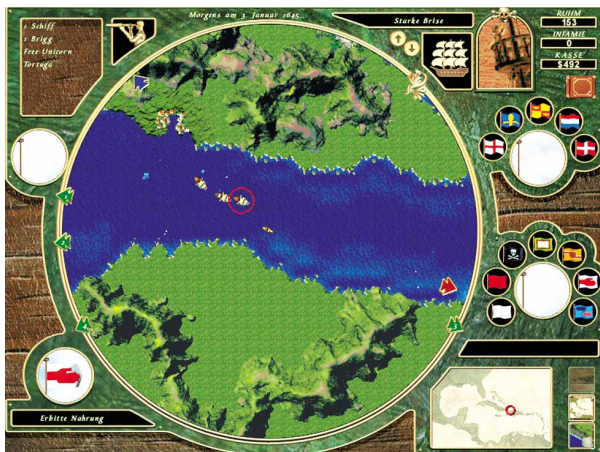 1 Schiff
1 Brigg
Free Unicorn
Tortuga
Morgens am 3. Januar 1645
Starke Brise
RUHM
153
INFAMIE
0
KASSE
$492
Erbitte Nahrung